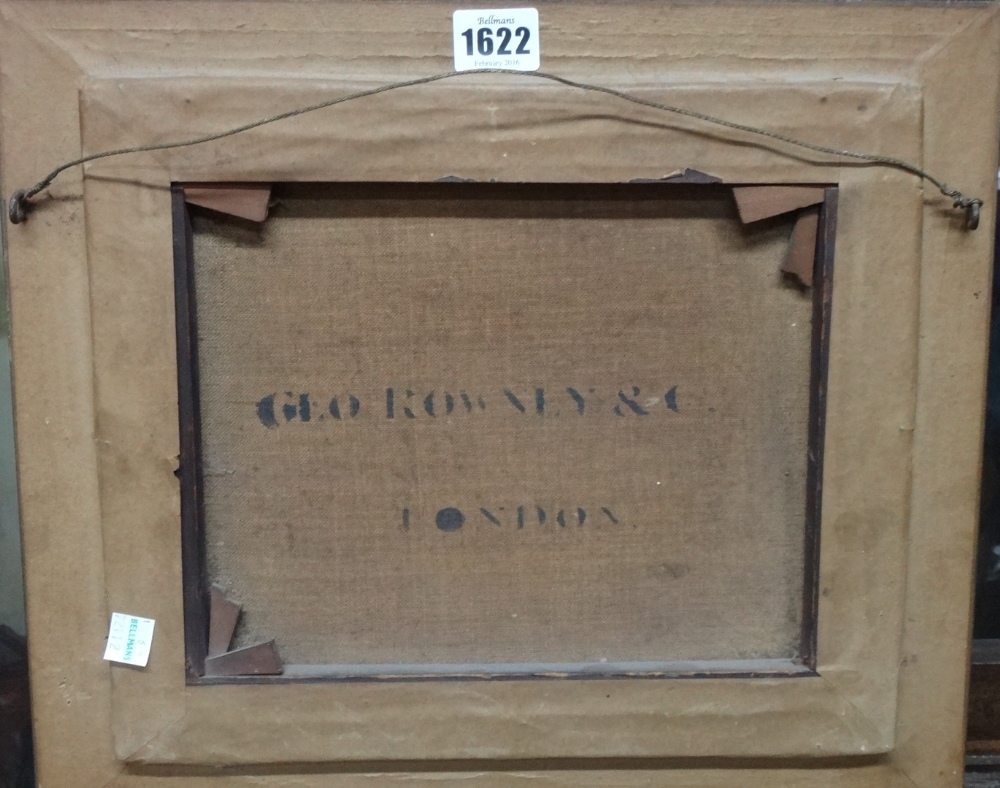 Bellmans
1622
February 2016
GEO ROWNEY & C
LONDON
BELLMANS